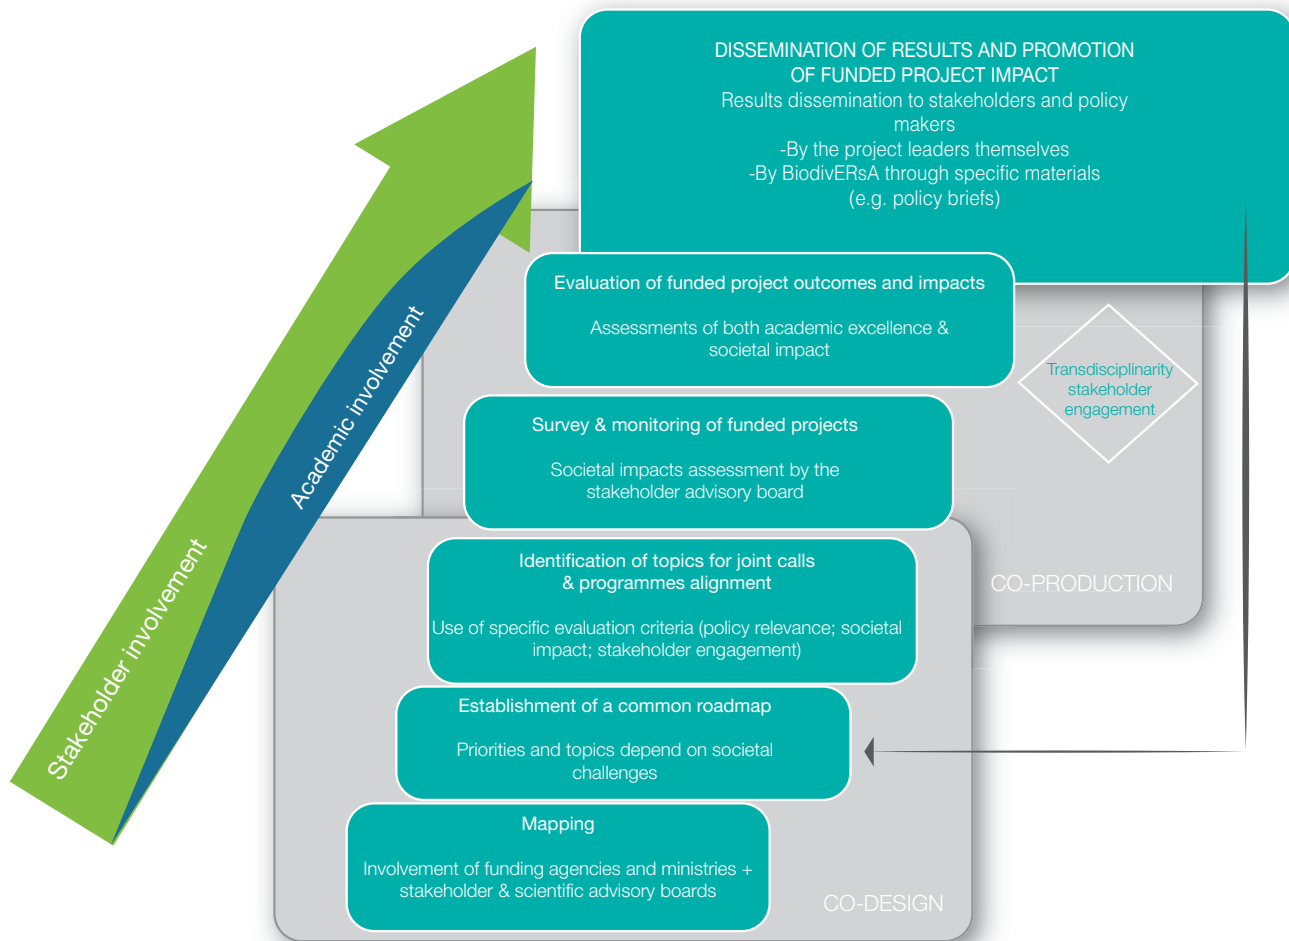 DISSEMINATION OF RESULTS AND PROMOTION
OF FUNDED PROJECT IMPACT
Results dissemination to stakeholders and policy
makers
-By the project leaders themselves
-By BiodivERsA through specific materials
(e.g. policy briefs)
Evaluation of funded project outcomes and impacts
Assessments of both academic excellence &
societal impact
Transdisciplinarity
stakeholder
engagement
Survey & monitoring of funded projects
Societal impacts assessment by the
stakeholder advisory board
CO-PRODUCTION
Identification of topics for joint calls
& programmes alignment
Use of specific evaluation criteria (policy relevance; societal
impact; stakeholder engagement)
Establishment of a common roadmap
Priorities and topics depend on societal
challenges
Mapping
Involvement of funding agencies and ministries +
stakeholder & scientific advisory boards
CO-DESIGN
Stakeholder involvement
Academic involvement